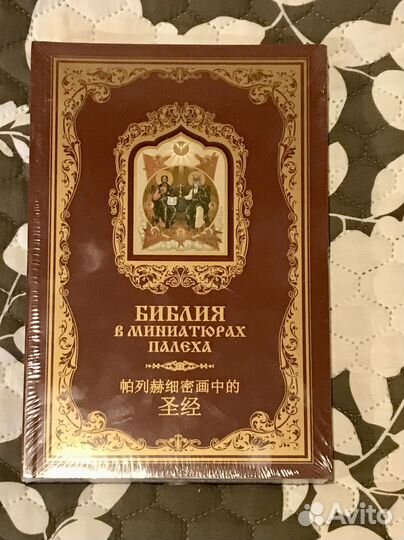 БИБЛИЯ
В МИНИАТЮРАХ
ПАЛЕХА
帕列赫细密画中的
圣经
Avito